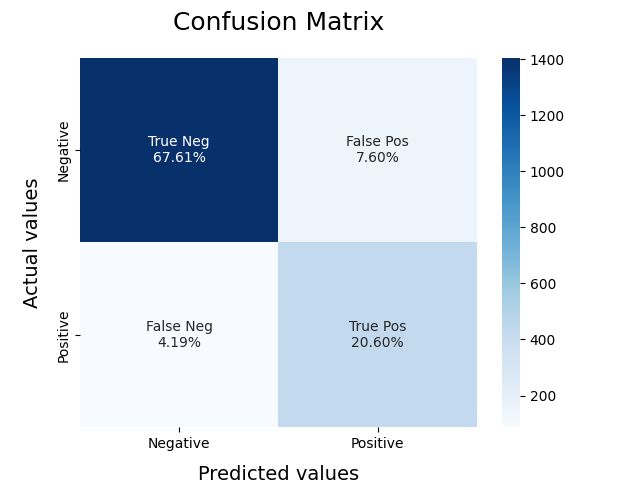 Confusion Matrix
Actual values
Negative
Positive
True Neg
67.61%
False Pos
7.60%
False Neg
4.19%
True Pos
20.60%
Negative
Positive
Predicted values
1400
1200
1000
800
600
400
200